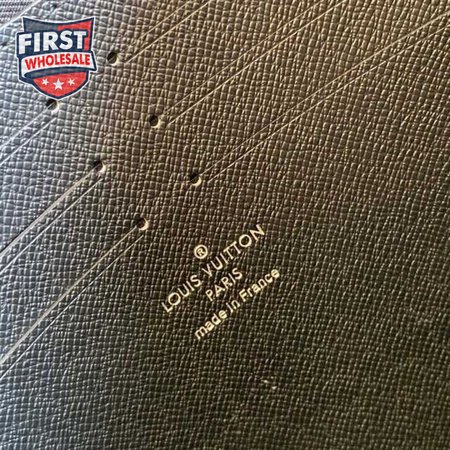 FIRST
WHOLESALE
®
LOUIS VUITTON
PARIS
made in France